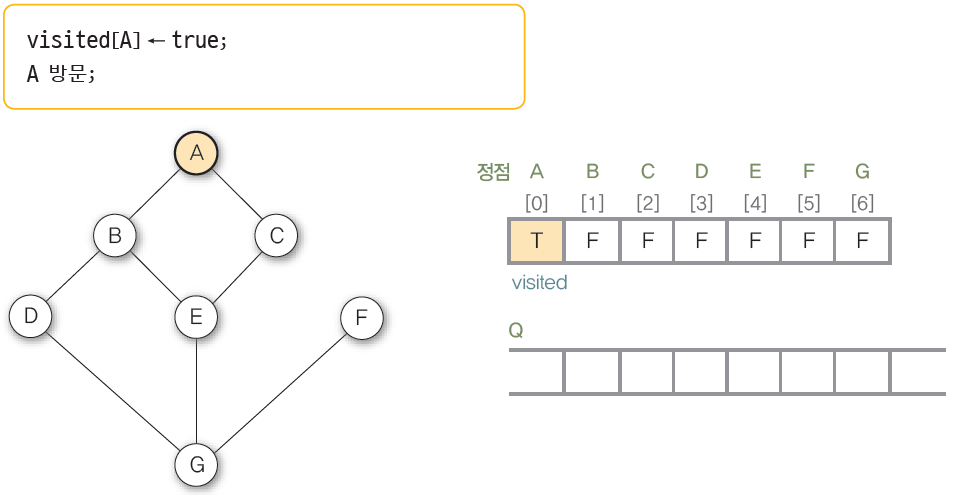 visited[A] ← true;
A 방문;
A
B
C
D
E
F
G
정점 A B C D E F G
[0] [1] [2] [3] [4] [5] [6]
T F F F F F F
visited
Q